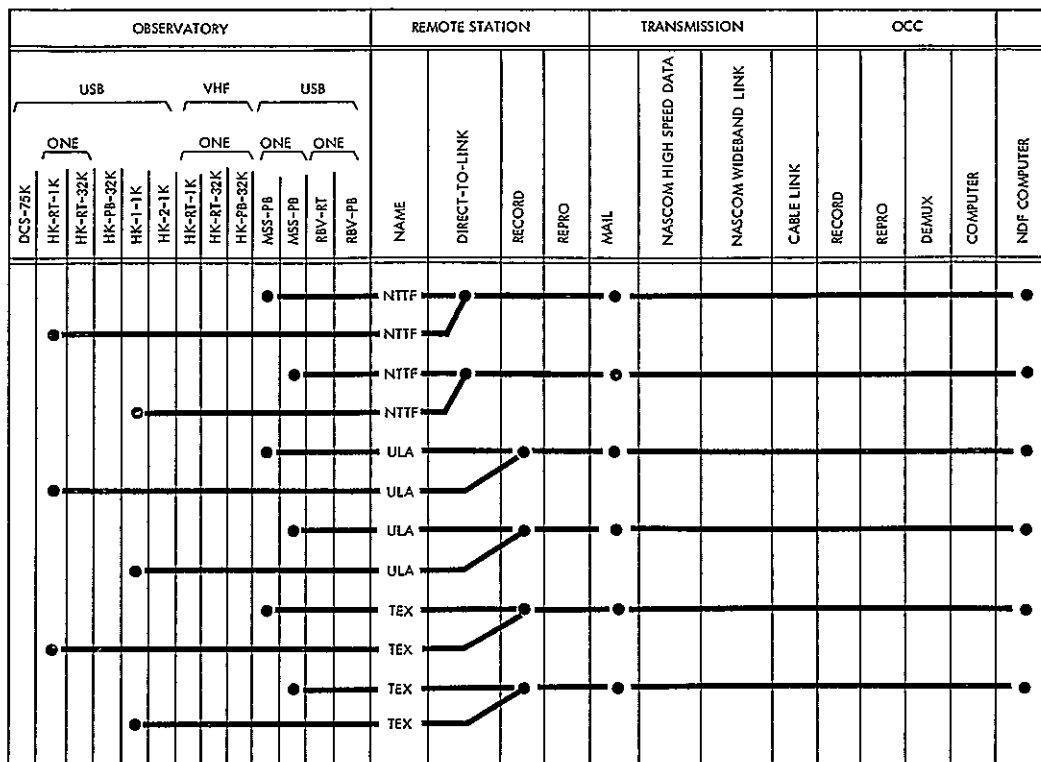 OBSERVATORY
REMOTE STATION
TRANSMISSION
OCC
USB
VHF
USB
ONE
ONE
ONE
ONE
DCS-75K
HK-RT-1K
HK-RT-32K
HK-PB-32K
HK-1-1K
HK-2-1K
HK-RT-1K
HK-RT-32K
HK-PB-32K
MSS-PB
MSS-PB
RBV-RT
RBV-PB
NAME
DIRECT-TO-LINK
RECORD
REPRO
MAIL
NASCOM HIGH SPEED DATA
NASCOM WIDEBAND LINK
CABLE LINK
RECORD
REPRO
DEMUX
COMPUTER
NDF COMPUTER
NTTF
NTTF
NTTF
NTTF
ULA
ULA
ULA
ULA
TEX
TEX
TEX
TEX